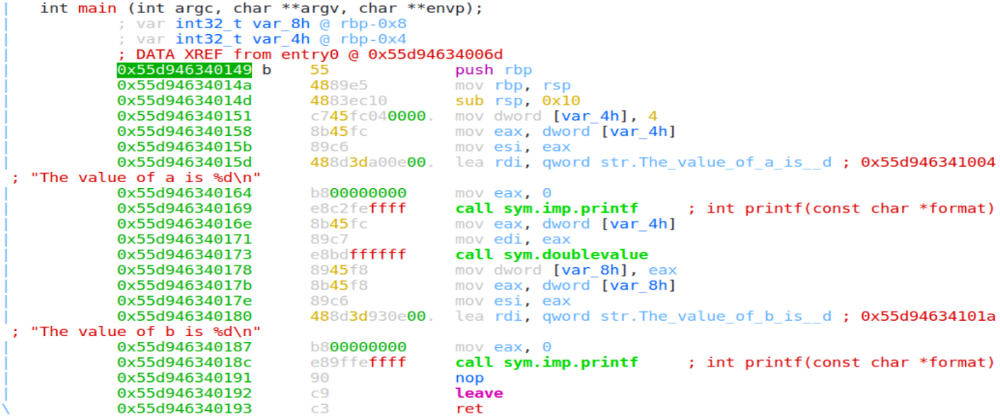 | int main (int argc, char **argv, char **envp);
| ; var int32_t var_8h @ rbp-0x8
| ; var int32_t var_4h @ rbp-0x4
| ; DATA XREF from entry0 @ 0x55d94634006d
| 0x55d946340149 b 55 push rbp
| 0x55d94634014a 4889e5 mov rbp, rsp
| 0x55d94634014d 4883ec10 sub rsp, 0x10
| 0x55d946340151 c745fc040000. mov dword [var_4h], 4
| 0x55d946340158 8b45fc mov eax, dword [var_4h]
| 0x55d94634015b 89c6 mov esi, eax
| 0x55d94634015d 488d3da00e00. lea rdi, qword str.The_value_of_a_is__d ; 0x55d946341004
; "The value of a is %d\n"
| 0x55d946340164 b800000000 mov eax, 0
| 0x55d946340169 e8c2feffff call sym.imp.printf ; int printf(const char *format)
| 0x55d94634016e 8b45fc mov eax, dword [var_4h]
| 0x55d946340171 89c7 mov edi, eax
| 0x55d946340173 e8bdffffff call sym.doublevalue
| 0x55d946340178 8945f8 mov dword [var_8h], eax
| 0x55d94634017b 8b45f8 mov eax, dword [var_8h]
| 0x55d94634017e 89c6 mov esi, eax
| 0x55d946340180 488d3d930e00. lea rdi, qword str.The_value_of_b_is__d ; 0x55d94634101a
; "The value of b is %d\n"
| 0x55d946340187 b800000000 mov eax, 0
| 0x55d94634018c e89ffeffff call sym.imp.printf ; int printf(const char *format)
| 0x55d946340191 90 nop
| 0x55d946340192 c9 leave
\ 0x55d946340193 c3 ret